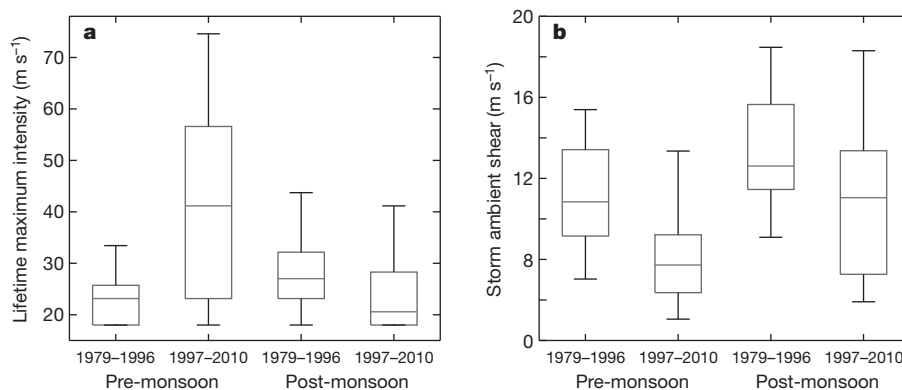 a
Lifetime maximum intensity (m s⁻¹)
70
60
50
40
30
20
1979–1996 1997–2010 1979–1996 1997–2010
Pre-monsoon Post-monsoon
b
Storm ambient shear (m s⁻¹)
20
16
12
8
4
0
1979–1996 1997–2010 1979–1996 1997–2010
Pre-monsoon Post-monsoon